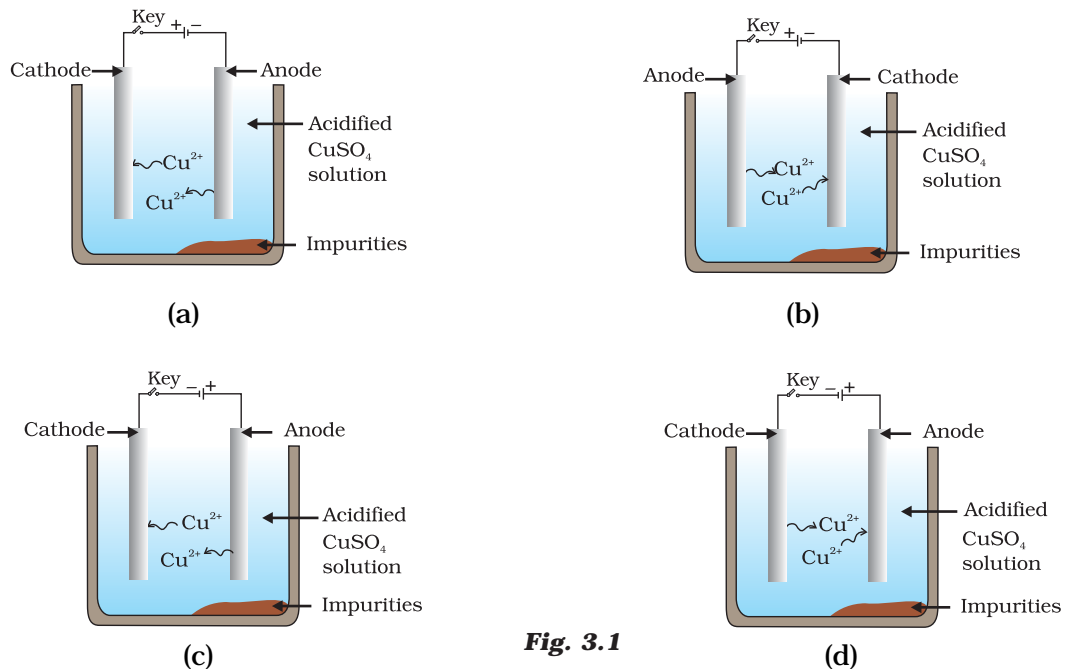 Key + −
Cathode Anode
Acidified
CuSO₄
solution
Cu²⁺
Cu²⁺
Impurities
(a)
Key + −
Anode Cathode
Acidified
CuSO₄
solution
Cu²⁺
Cu²⁺
Impurities
(b)
Key − +
Cathode Anode
Cu²⁺
Acidified
CuSO₄
Cu²⁺
solution
Impurities
(c)
Key − +
Cathode Anode
Acidified
Cu²⁺
CuSO₄
Cu²⁺
solution
Impurities
(d)
Fig. 3.1